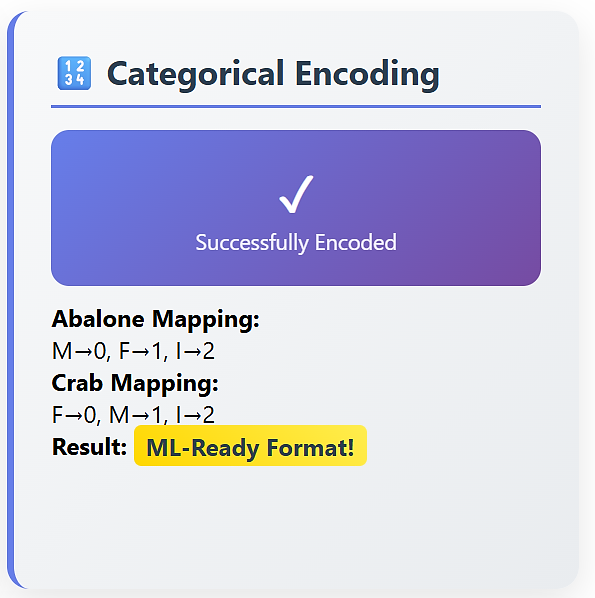 🔢 Categorical Encoding
✓
Successfully Encoded
Abalone Mapping:
M→0, F→1, I→2
Crab Mapping:
F→0, M→1, I→2
Result: ML-Ready Format!